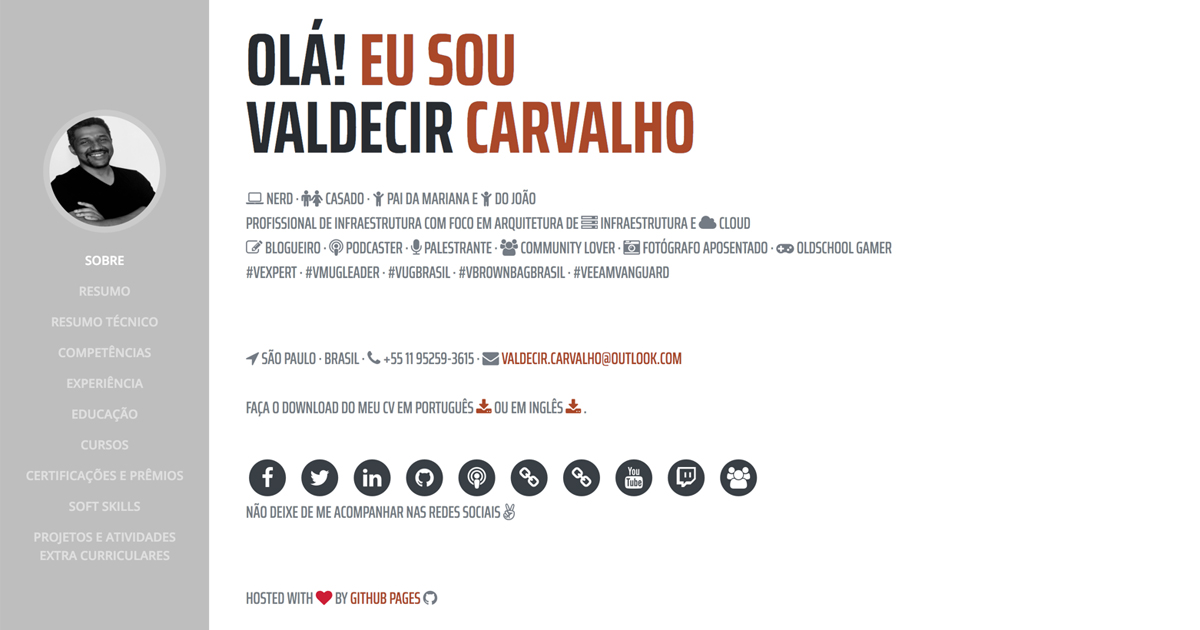 SOBRE
RESUMO
RESUMO TÉCNICO
COMPETÊNCIAS
EXPERIÊNCIA
EDUCAÇÃO
CURSOS
CERTIFICAÇÕES E PRÊMIOS
SOFT SKILLS
PROJETOS E ATIVIDADES
EXTRA CURRICULARES
OLÁ! EU SOU
VALDECIR CARVALHO
NERD · CASADO · PAI DA MARIANA E DO JOÃO
PROFISSIONAL DE INFRAESTRUTURA COM FOCO EM ARQUITETURA DE INFRAESTRUTURA E CLOUD
BLOGUEIRO · PODCASTER · PALESTRANTE · COMMUNITY LOVER · FOTÓGRAFO APOSENTADO · OLDSCHOOL GAMER
#VEXPERT · #VMUGLEADER · #VUGBRASIL · #VBROWNBAGBRASIL · #VEEAMVANGUARD
SÃO PAULO · BRASIL · +55 11 95259-3615 · VALDECIR.CARVALHO@OUTLOOK.COM
FAÇA O DOWNLOAD DO MEU CV EM PORTUGUÊS OU EM INGLÊS .
You Tube
NÃO DEIXE DE ME ACOMPANHAR NAS REDES SOCIAIS
HOSTED WITH BY GITHUB PAGES